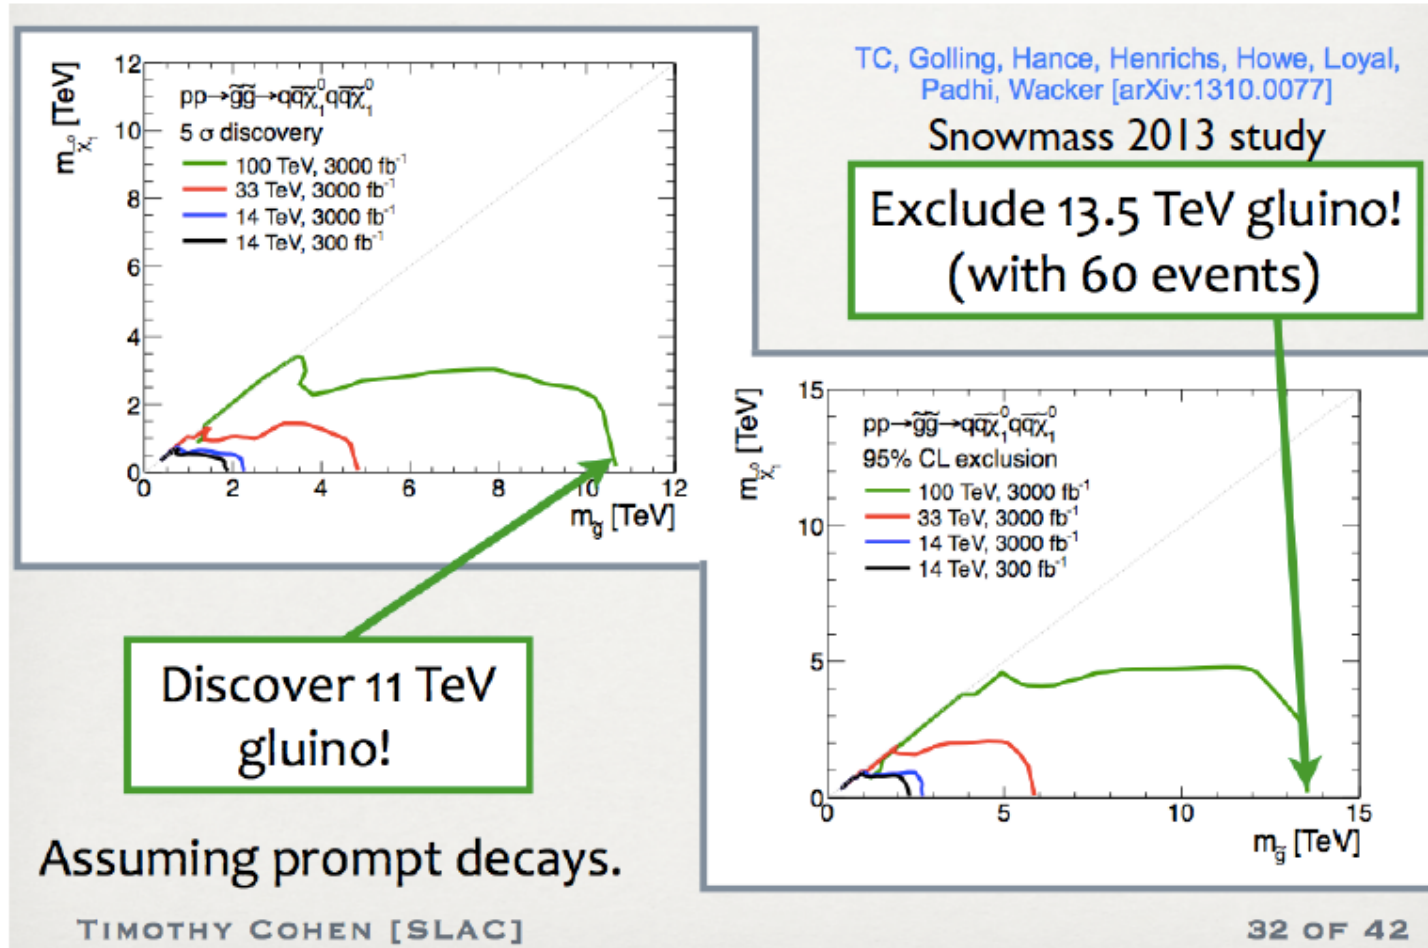 12
10
8
6
4
2
0
m_χ̃₁⁰ [TeV]
pp→g̃g̃→qq̄χ̃₁⁰qq̄χ̃₁⁰
5 σ discovery
100 TeV, 3000 fb⁻¹
33 TeV, 3000 fb⁻¹
14 TeV, 3000 fb⁻¹
14 TeV, 300 fb⁻¹
0 2 4 6 8 10 12
m_g̃ [TeV]
TC, Golling, Hance, Henrichs, Howe, Loyal,
Padhi, Wacker [arXiv:1310.0077]
Snowmass 2013 study
Exclude 13.5 TeV gluino!
(with 60 events)
15
10
5
0
m_χ̃₁⁰ [TeV]
pp→g̃g̃→qq̄χ̃₁⁰qq̄χ̃₁⁰
95% CL exclusion
100 TeV, 3000 fb⁻¹
33 TeV, 3000 fb⁻¹
14 TeV, 3000 fb⁻¹
14 TeV, 300 fb⁻¹
0 5 10 15
m_g̃ [TeV]
Discover 11 TeV
gluino!
Assuming prompt decays.
TIMOTHY COHEN [SLAC]
32 OF 42